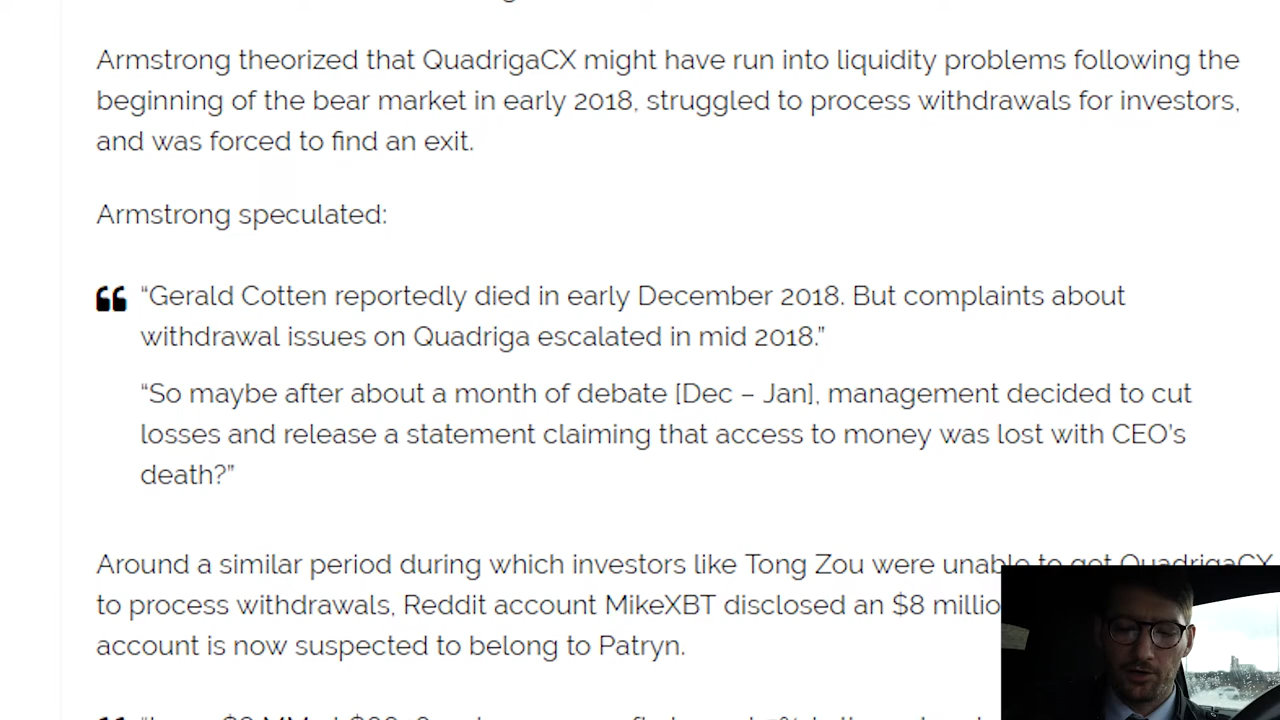 Armstrong theorized that QuadrigaCX might have run into liquidity problems following the
beginning of the bear market in early 2018, struggled to process withdrawals for investors,
and was forced to find an exit.
Armstrong speculated:
“Gerald Cotten reportedly died in early December 2018. But complaints about
withdrawal issues on Quadriga escalated in mid 2018.”
“So maybe after about a month of debate [Dec – Jan], management decided to cut
losses and release a statement claiming that access to money was lost with CEO’s
death?”
Around a similar period during which investors like Tong Zou were unable to get QuadrigaCX
to process withdrawals, Reddit account MikeXBT disclosed an $8
account is now suspected to belong to Patryn.